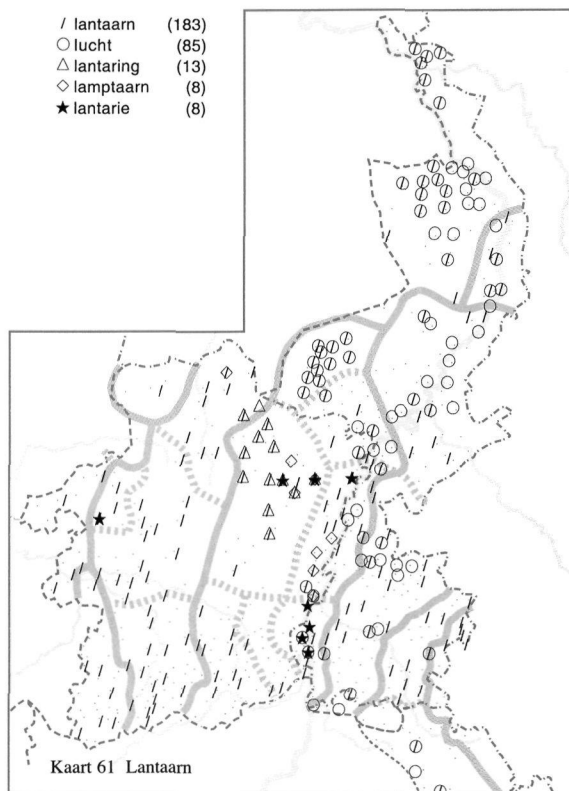 lantaarn (183)
lucht (85)
lantaring (13)
lamptaarn (8)
lantarie (8)
Kaart 61 Lantaarn